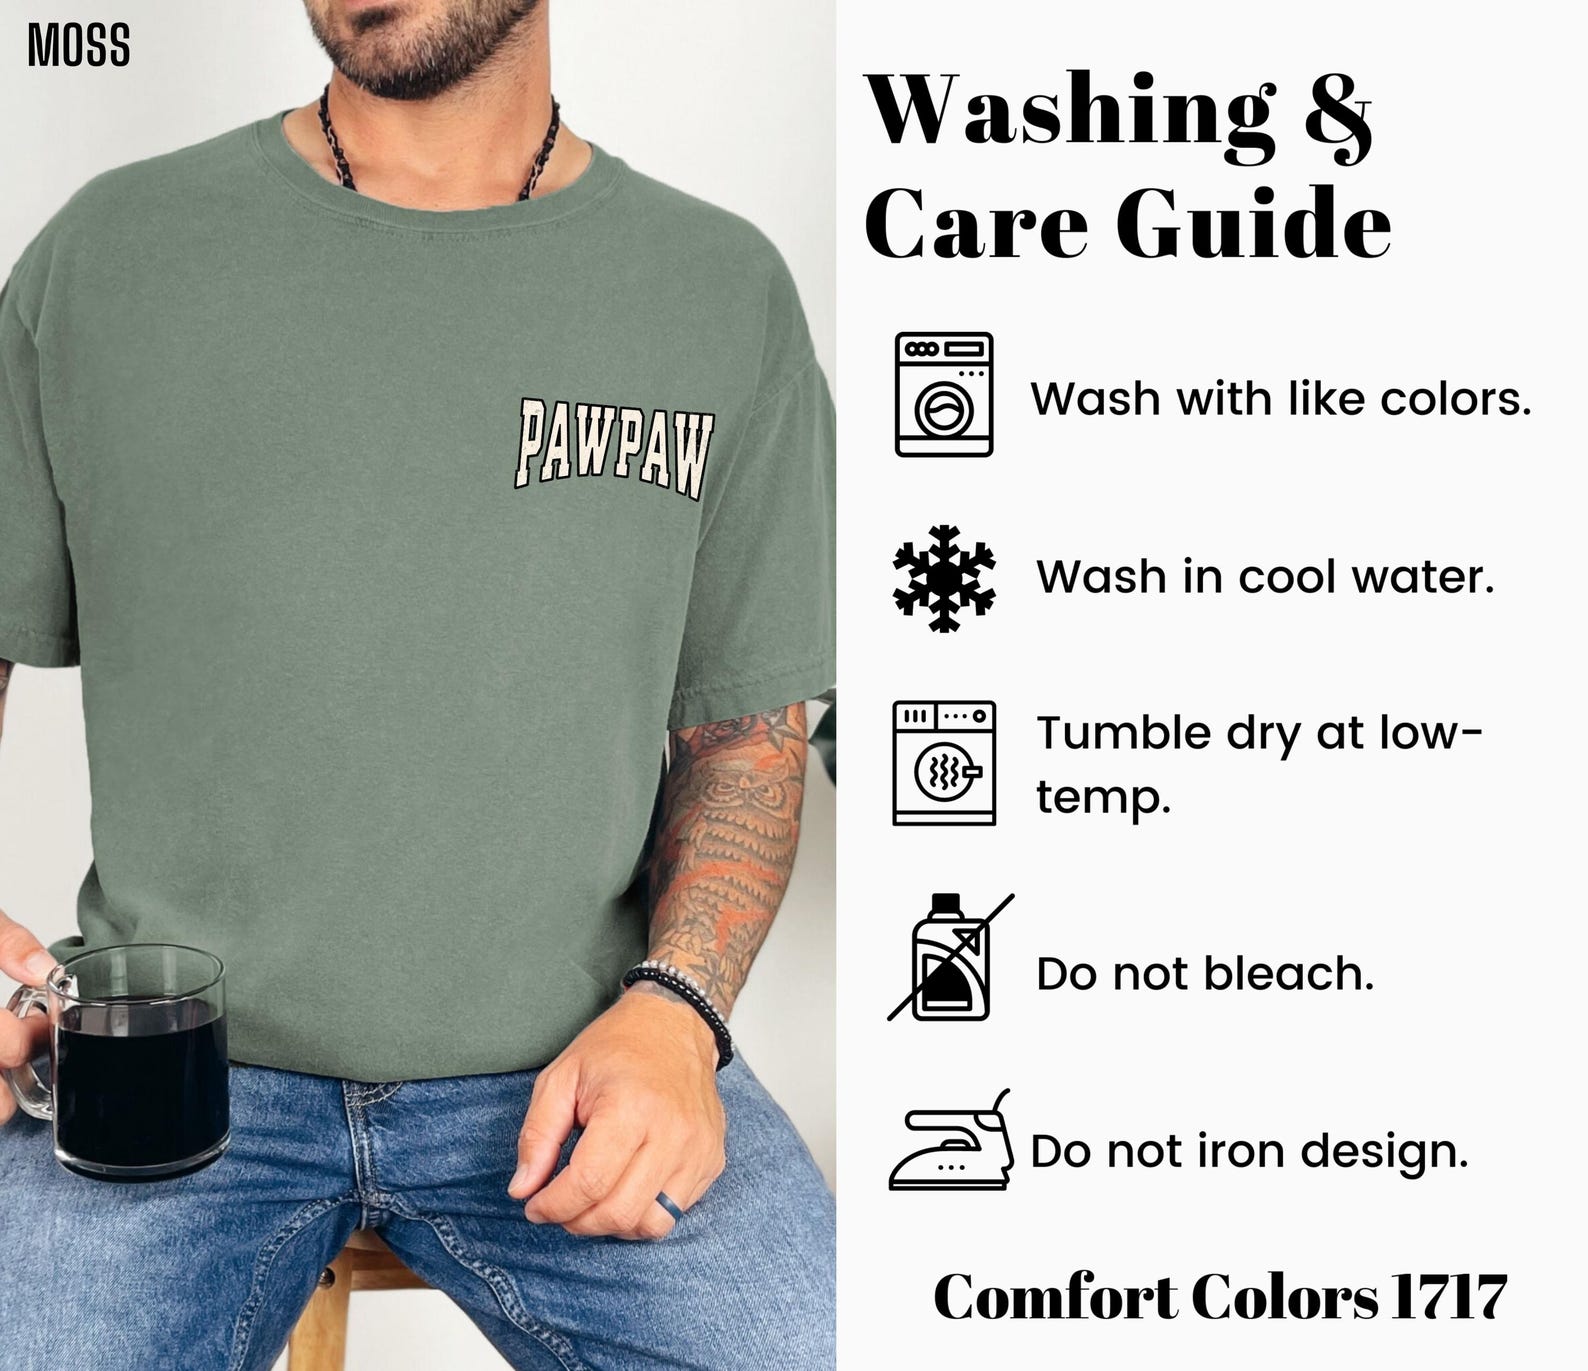 MOSS
PAWPAW
Washing &
Care Guide
Wash with like colors.
Wash in cool water.
Tumble dry at low-
temp.
Do not bleach.
Do not iron design.
Comfort Colors 1717